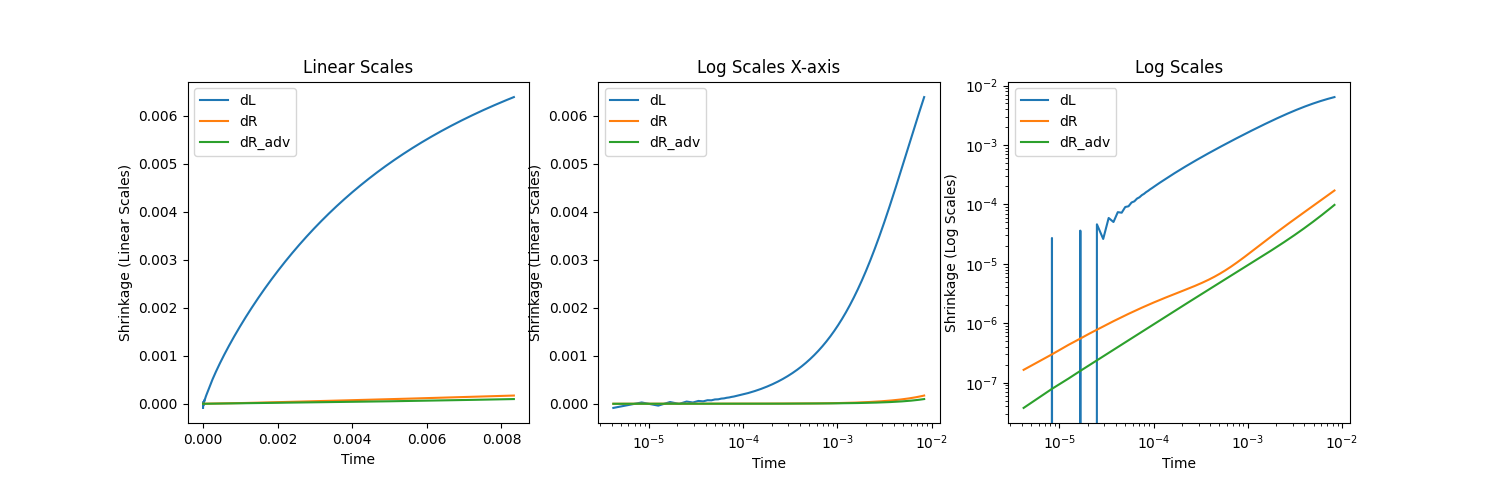 Linear Scales
Shrinkage (Linear Scales)
0.006
0.005
0.004
0.003
0.002
0.001
0.000
dL
dR
dR_adv
0.000 0.002 0.004 0.006 0.008
Time
Log Scales X-axis
Shrinkage (Linear Scales)
0.006
0.005
0.004
0.003
0.002
0.001
0.000
dL
dR
dR_adv
10⁻⁵ 10⁻⁴ 10⁻³ 10⁻²
Time
Log Scales
Shrinkage (Log Scales)
10⁻²
10⁻³
10⁻⁴
10⁻⁵
10⁻⁶
10⁻⁷
dL
dR
dR_adv
10⁻⁵ 10⁻⁴ 10⁻³ 10⁻²
Time